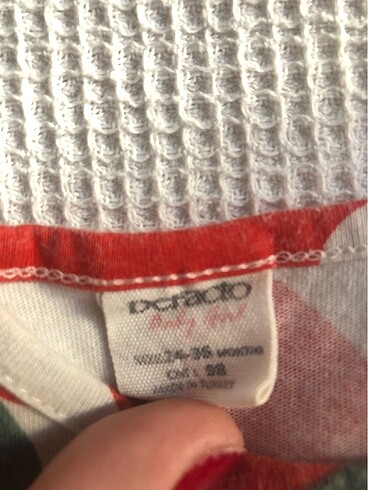 DeFacto
Baby Girl
SIZE: 24-36 MONTHS
CM : 98
MADE IN TURKEY